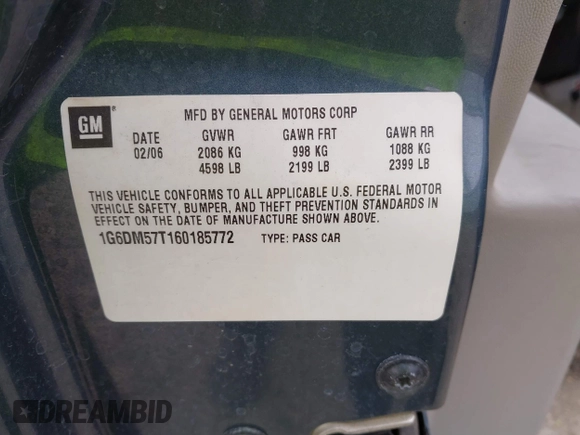 GM
MFD BY GENERAL MOTORS CORP
DATE GVWR GAWR FRT GAWR RR
02/06 2086 KG 998 KG 1088 KG
4598 LB 2199 LB 2399 LB
THIS VEHICLE CONFORMS TO ALL APPLICABLE U.S. FEDERAL MOTOR
VEHICLE SAFETY, BUMPER, AND THEFT PREVENTION STANDARDS IN
EFFECT ON THE DATE OF MANUFACTURE SHOWN ABOVE.
1G6DM57T160185772 TYPE: PASS CAR
DREAMBID